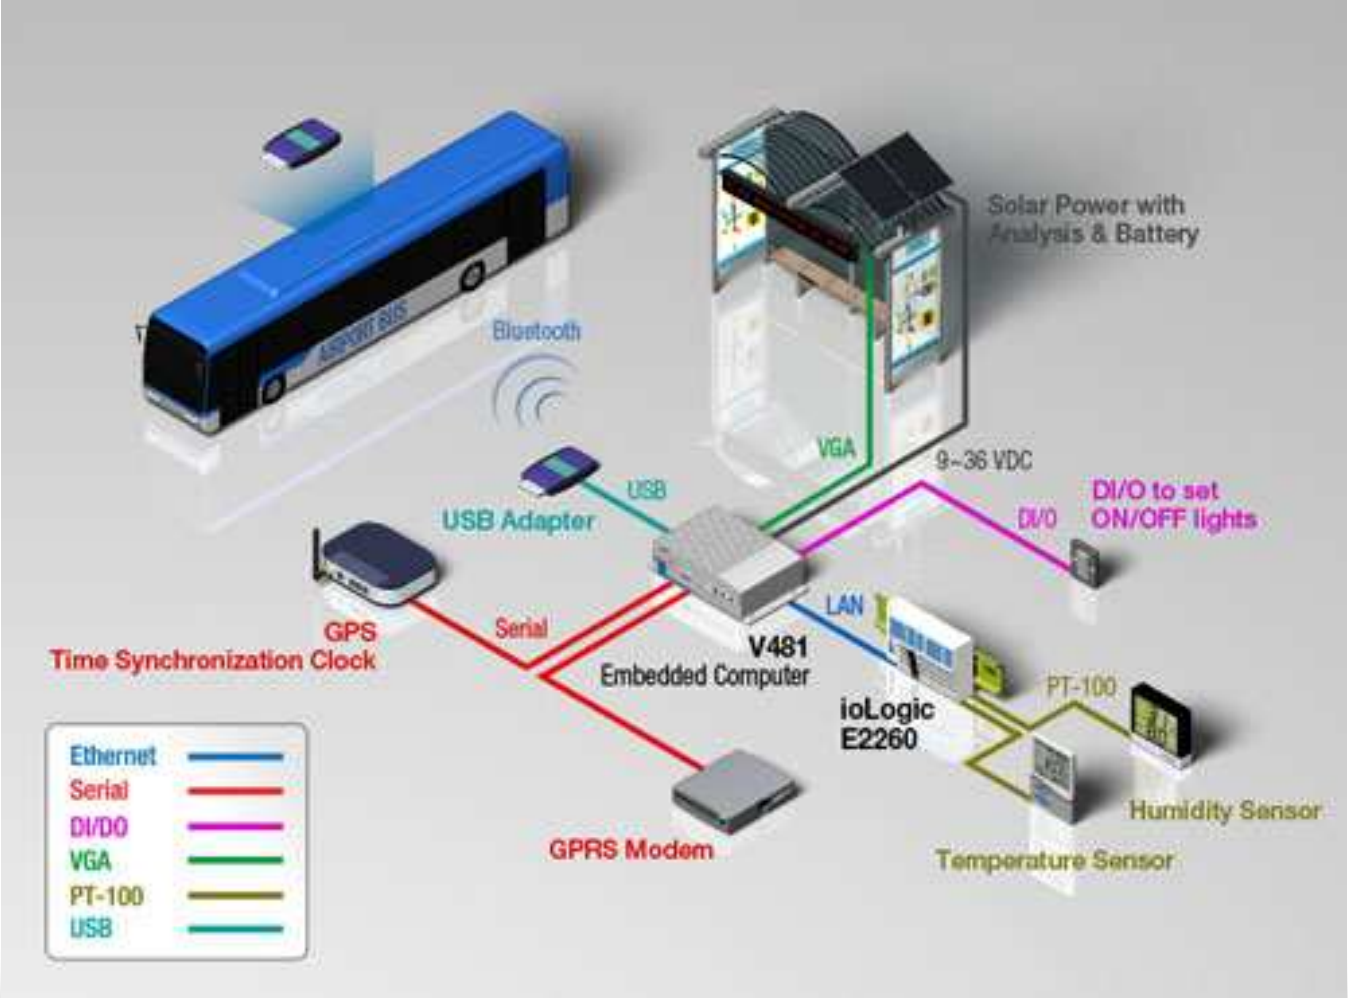 Solar Power with
Analysis & Battery
AIRPORT BUS
Bluetooth
VGA
9~36 VDC
USB
USB Adapter
DI/O to set
ON/OFF lights
DI/O
GPS
Time Synchronization Clock
Serial
LAN
V481
Embedded Computer
ioLogic
E2260
PT-100
Humidity Sensor
Temperature Sensor
GPRS Modem
Ethernet
Serial
DI/DO
VGA
PT-100
USB